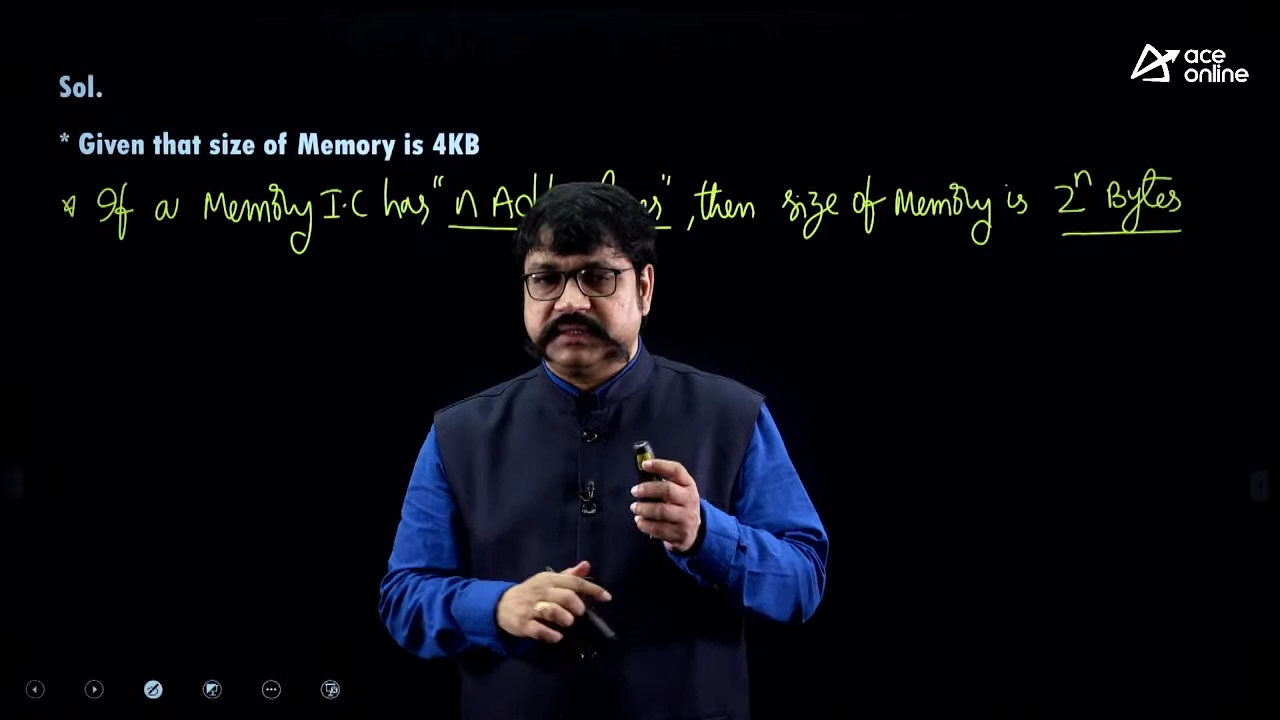 ace
online
Sol.
* Given that size of Memory is 4KB
* If a Memory I.C has "n , then size of Memory is 2ⁿ Bytes